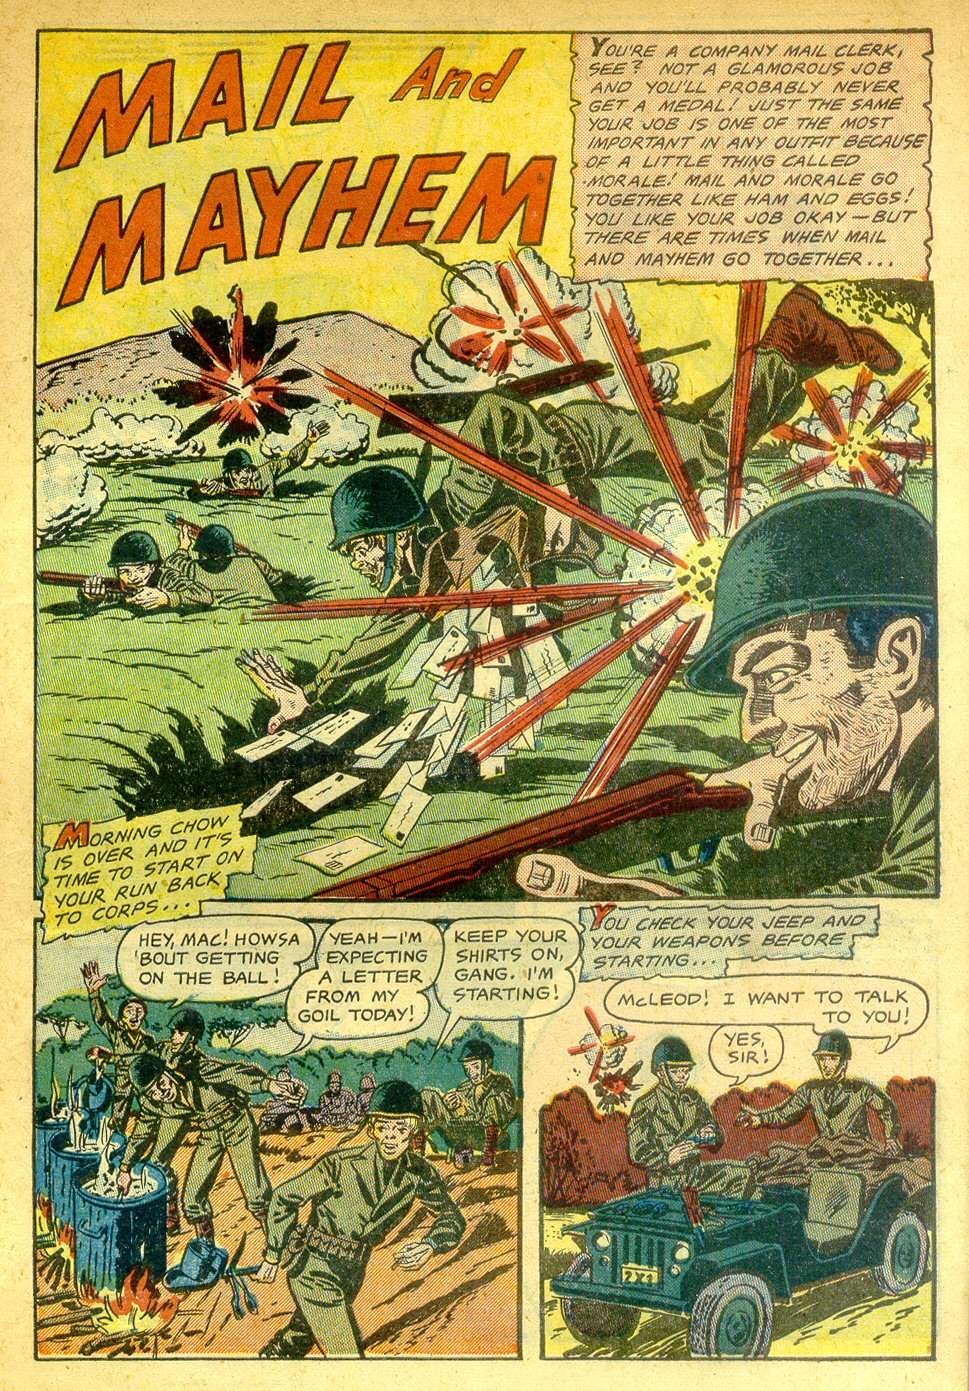 MAIL And
MAYHEM
YOU'RE A COMPANY MAIL CLERK,
SEE? NOT A GLAMOROUS JOB
AND YOU'LL PROBABLY NEVER
GET A MEDAL! JUST THE SAME
YOUR JOB IS ONE OF THE MOST
IMPORTANT IN ANY OUTFIT BECAUSE
OF A LITTLE THING CALLED
MORALE! MAIL AND MORALE GO
TOGETHER LIKE HAM AND EGGS!
YOU LIKE YOUR JOB OKAY—BUT
THERE ARE TIMES WHEN MAIL
AND MAYHEM GO TOGETHER...
MORNING CHOW
IS OVER AND IT'S
TIME TO START ON
YOUR RUN BACK
TO CORPS...
HEY, MAC! HOWSA
'BOUT GETTING
ON THE BALL!
YEAH—I'M
EXPECTING
A LETTER
FROM MY
GOIL TODAY!
KEEP YOUR
SHIRTS ON,
GANG. I'M
STARTING!
YOU CHECK YOUR JEEP AND
YOUR WEAPONS BEFORE
STARTING...
McLEOD! I WANT TO TALK
TO YOU!
YES,
SIR!